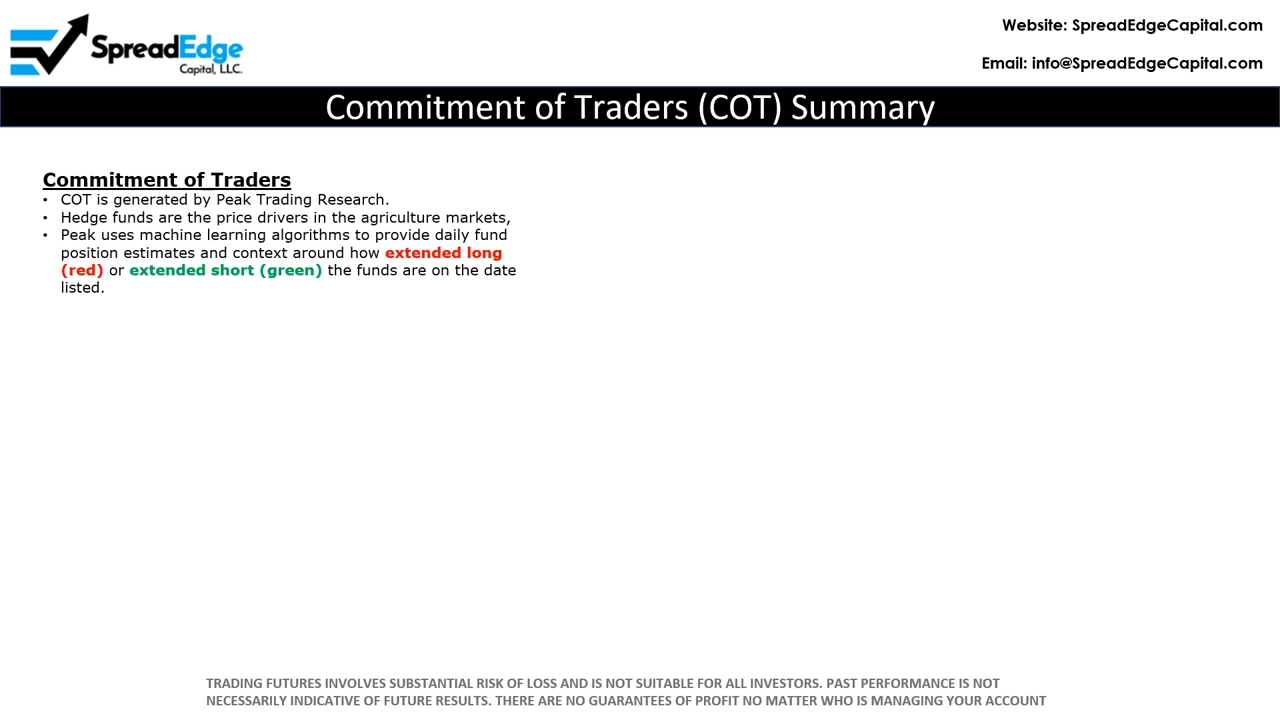 SpreadEdge
Capital, LLC.
Website: SpreadEdgeCapital.com
Email: info@SpreadEdgeCapital.com
Commitment of Traders (COT) Summary
Commitment of Traders
• COT is generated by Peak Trading Research.
• Hedge funds are the price drivers in the agriculture markets,
• Peak uses machine learning algorithms to provide daily fund
position estimates and context around how extended long
(red) or extended short (green) the funds are on the date
listed.
TRADING FUTURES INVOLVES SUBSTANTIAL RISK OF LOSS AND IS NOT SUITABLE FOR ALL INVESTORS. PAST PERFORMANCE IS NOT
NECESSARILY INDICATIVE OF FUTURE RESULTS. THERE ARE NO GUARANTEES OF PROFIT NO MATTER WHO IS MANAGING YOUR ACCOUNT